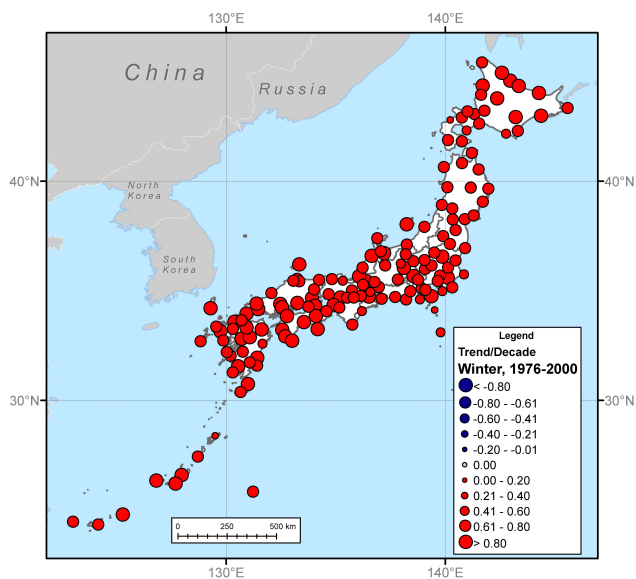 130°E 140°E
China
Russia
40°N 40°N
North
Korea
South
Korea
30°N 30°N
Legend
Trend/Decade
Winter, 1976-2000
< -0.80
-0.80 - -0.61
-0.60 - -0.41
-0.40 - -0.21
-0.20 - -0.01
0.00
0.00 - 0.20
0.21 - 0.40
0.41 - 0.60
0.61 - 0.80
> 0.80
0 250 500 km
130°E 140°E